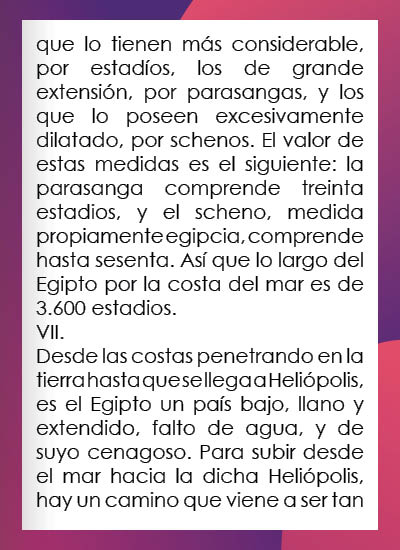 que lo tienen más considerable,
por estadíos, los de grande
extensión, por parasangas, y los
que lo poseen excesivamente
dilatado, por schenos. El valor de
estas medidas es el siguiente: la
parasanga comprende treinta
estadios, y el scheno, medida
propiamente egipcia, comprende
hasta sesenta. Así que lo largo del
Egipto por la costa del mar es de
3.600 estadios.
VII.
Desde las costas penetrando en la
tierra hasta que se llega a Heliópolis,
es el Egipto un país bajo, llano y
extendido, falto de agua, y de
suyo cenagoso. Para subir desde
el mar hacia la dicha Heliópolis,
hay un camino que viene a ser tan